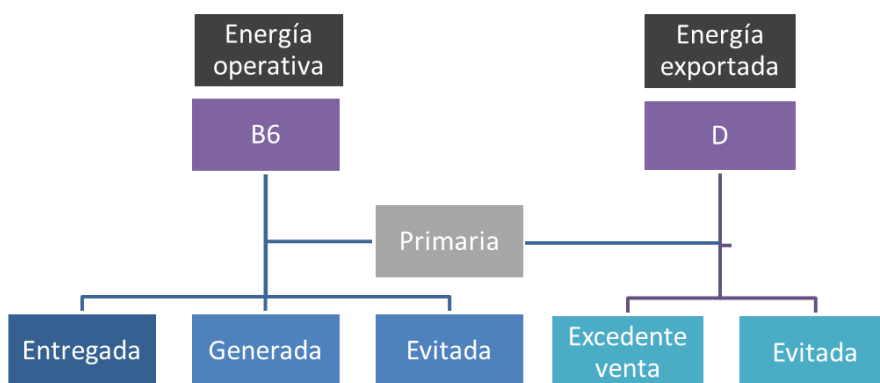 Energía
operativa
Energía
exportada
B6
D
Primaria
Entregada
Generada
Evitada
Excedente
venta
Evitada